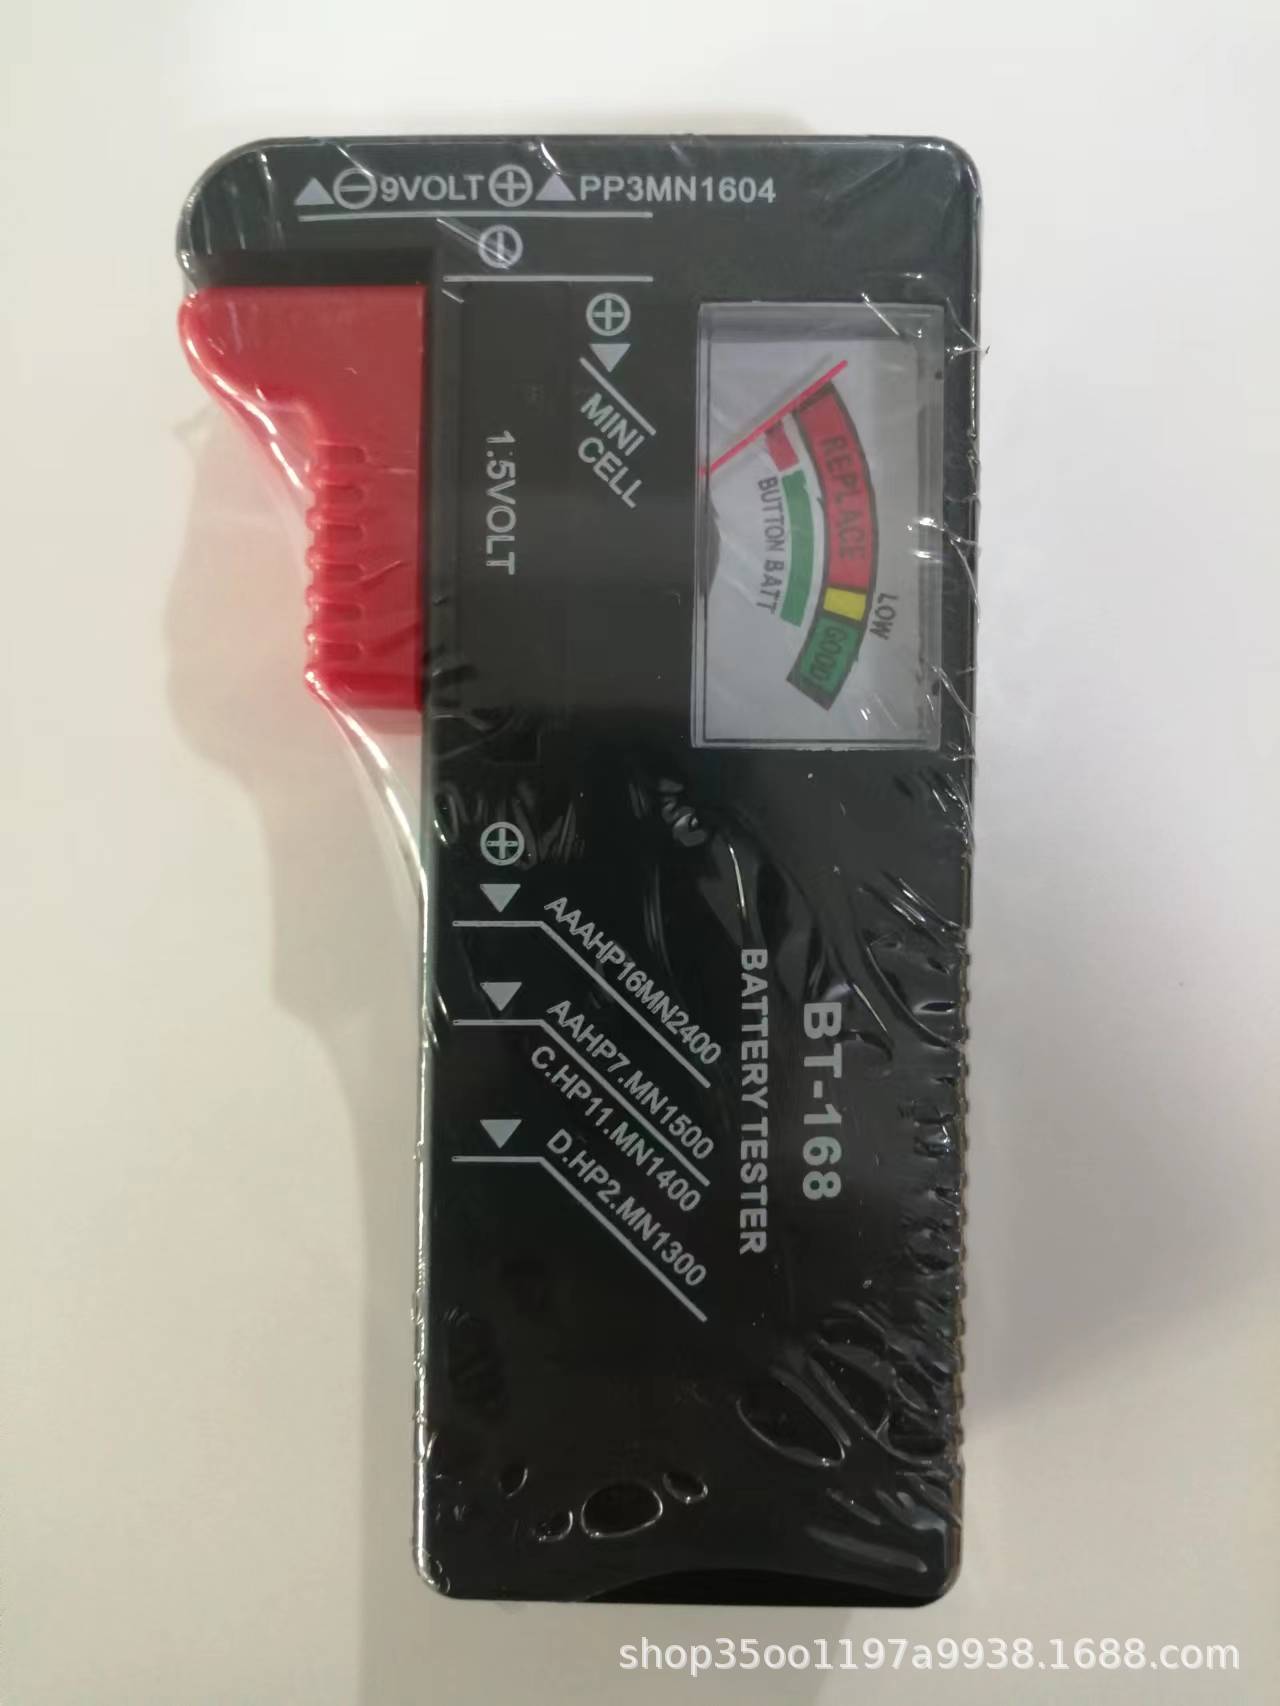 ⊖9VOLT⊕ PP3MN1604
⊖
⊕
MINI
CELL
1.5VOLT
REPLACE
LOW
GOOD
BUTTON BATT
⊕
AAAHP16MN2400
AAHP7.MN1500
C.HP11.MN1400
D.HP2.MN1300
BT-168
BATTERY TESTER
shop35oo1197a9938.1688.com